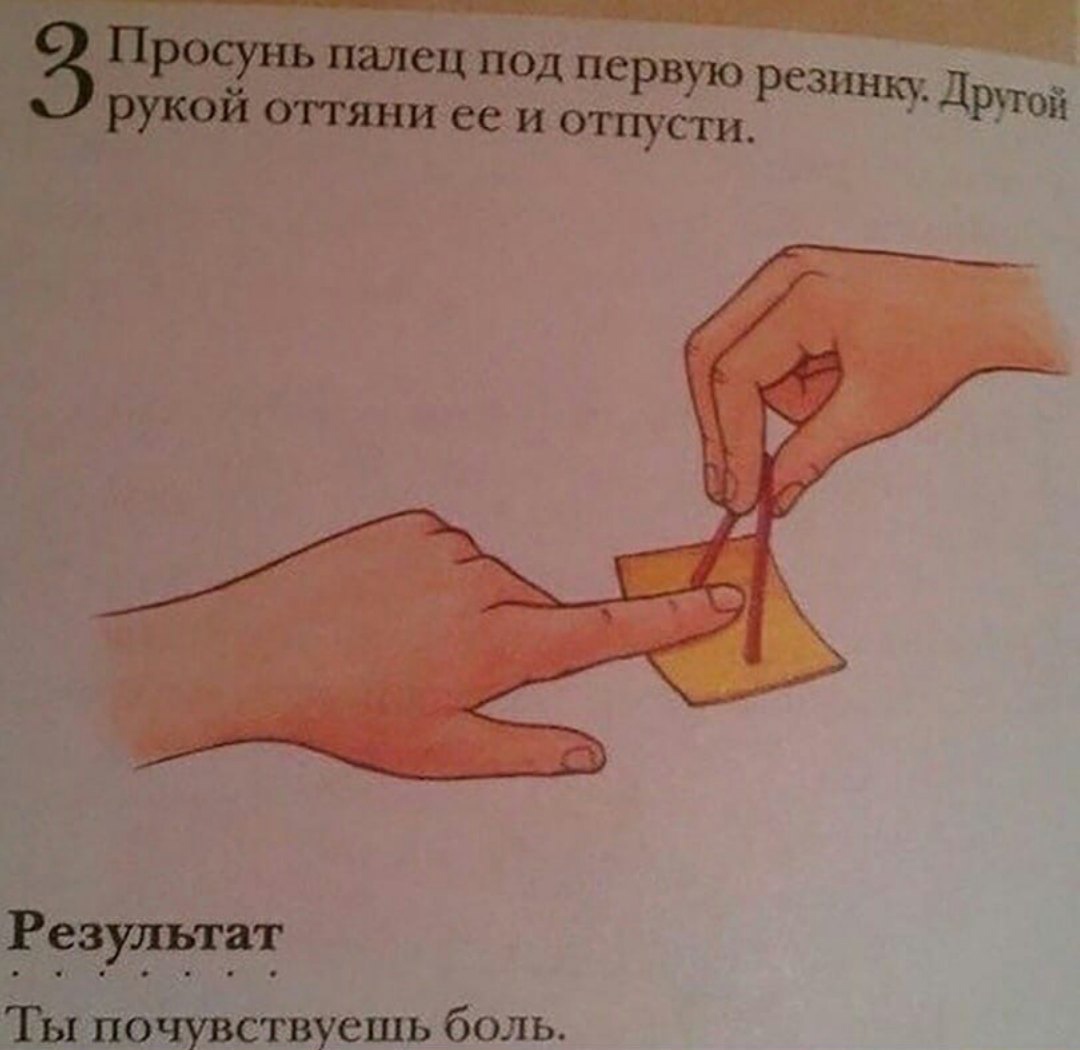 3 Просунь палец под первую резинку. Другой
рукой оттяни ее и отпусти.
Результат
Ты почувствуешь боль.